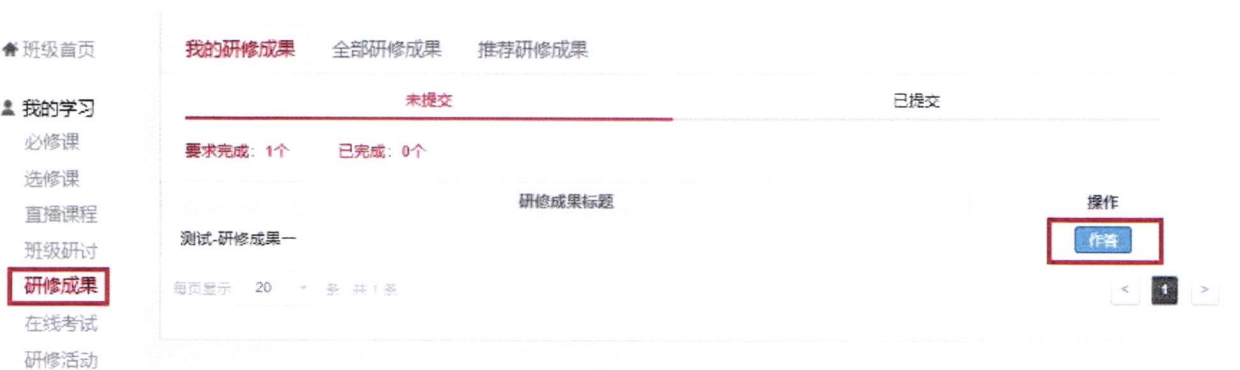 班级首页
我的学习
必修课
选修课
直播课程
班级研讨
研修成果
在线考试
研修活动
我的研修成果 全部研修成果 推荐研修成果
未提交 已提交
要求完成：1个 已完成：0个
研修成果标题 操作
测试-研修成果一 作答
每页显示 20 条 共1条 < 1 >